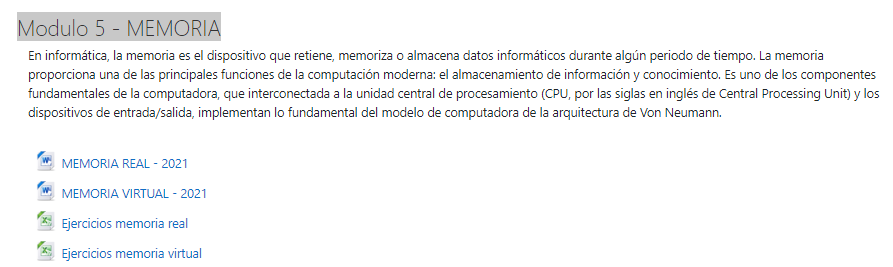 Modulo 5 - MEMORIA
En informática, la memoria es el dispositivo que retiene, memoriza o almacena datos informáticos durante algún periodo de tiempo. La memoria
proporciona una de las principales funciones de la computación moderna: el almacenamiento de información y conocimiento. Es uno de los componentes
fundamentales de la computadora, que interconectada a la unidad central de procesamiento (CPU, por las siglas en inglés de Central Processing Unit) y los
dispositivos de entrada/salida, implementan lo fundamental del modelo de computadora de la arquitectura de Von Neumann.
MEMORIA REAL - 2021
MEMORIA VIRTUAL - 2021
Ejercicios memoria real
Ejercicios memoria virtual